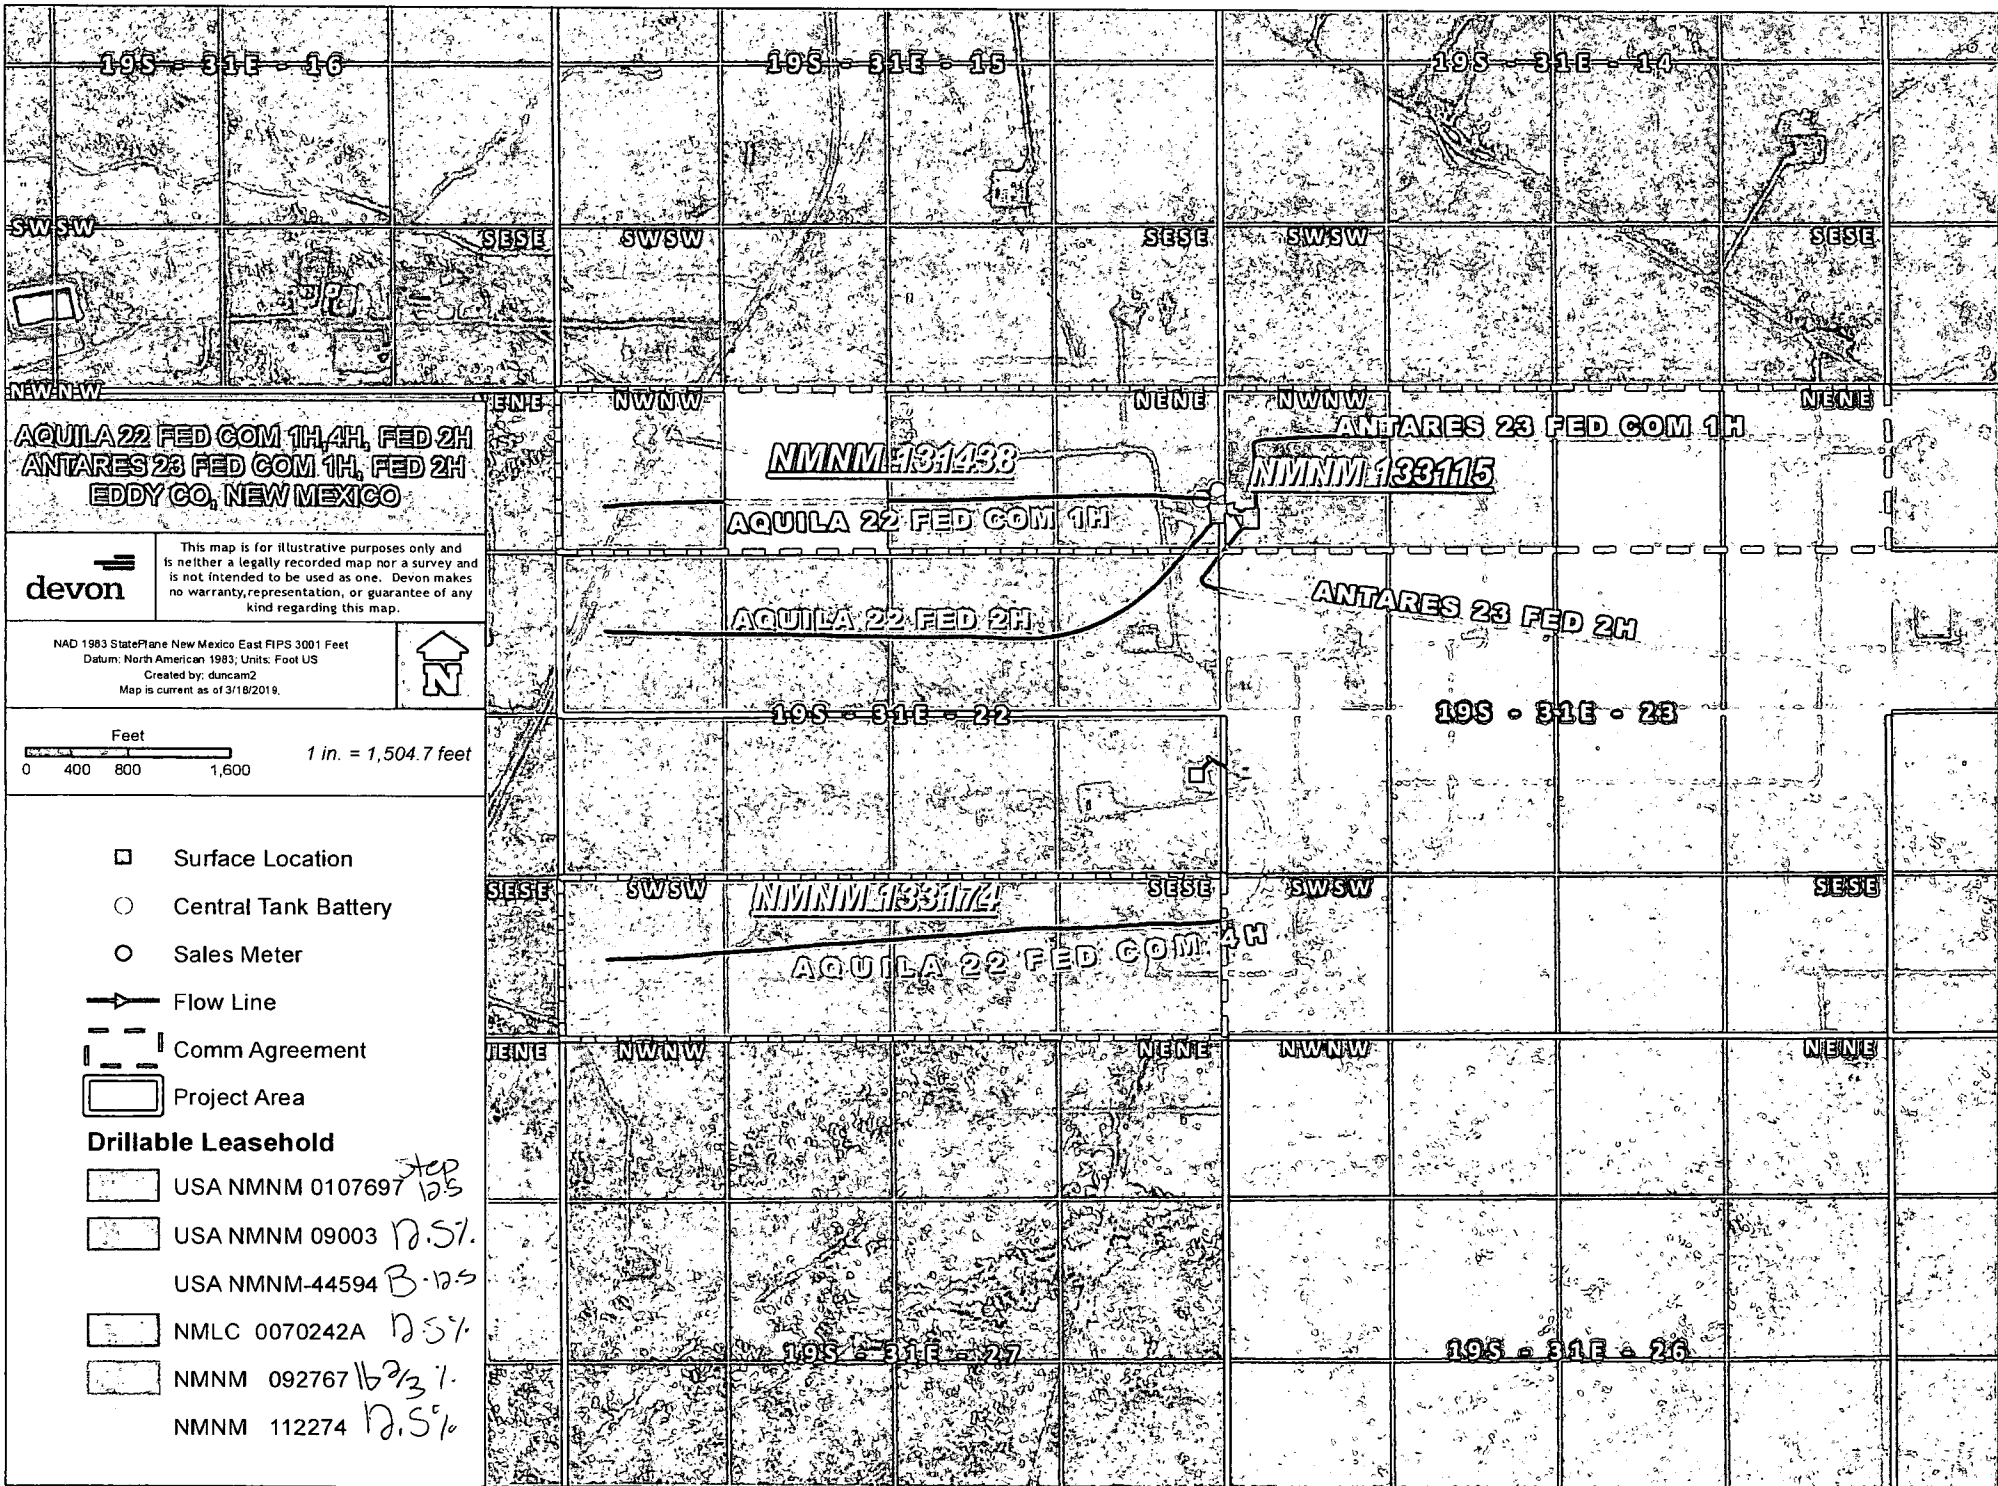 19S - 31E - 16
19S - 31E - 15
19S - 31E - 14
SWSW
SESE
SWSW
SESE
SWSW
SESE
NWNW
NENE
NWNW
NENE
NWNW
NENE
AQUILA 22 FED COM 1H,4H, FED 2H
ANTARES 23 FED COM 1H, FED 2H
EDDY CO, NEW MEXICO
devon
This map is for illustrative purposes only and
is neither a legally recorded map nor a survey and
is not intended to be used as one. Devon makes
no warranty,representation, or guarantee of any
kind regarding this map.
NAD 1983 StatePlane New Mexico East FIPS 3001 Feet
Datum: North American 1983; Units: Foot US
Created by: duncam2
Map is current as of 3/18/2019.
N
Feet
0 400 800 1,600
1 in. = 1,504.7 feet
Surface Location
Central Tank Battery
Sales Meter
Flow Line
Comm Agreement
Project Area
Drillable Leasehold
USA NMNM 0107697 Step 12.5
USA NMNM 09003 12.5%
USA NMNM-44594 B-12.5
NMLC 0070242A 12.5%
NMNM 092767 16 2/3 %
NMNM 112274 12.5%
NMNM 131438
ANTARES 23 FED COM 1H
NMNM 133115
AQUILA 22 FED COM 1H
AQUILA 22 FED 2H
ANTARES 23 FED 2H
19S - 31E - 22
19S - 31E - 23
SESE
SWSW
NMNM 133174
SESE
SWSW
SESE
AQUILA 22 FED COM 4H
NENE
NWNW
NENE
NWNW
NENE
19S - 31E - 27
19S - 31E - 26